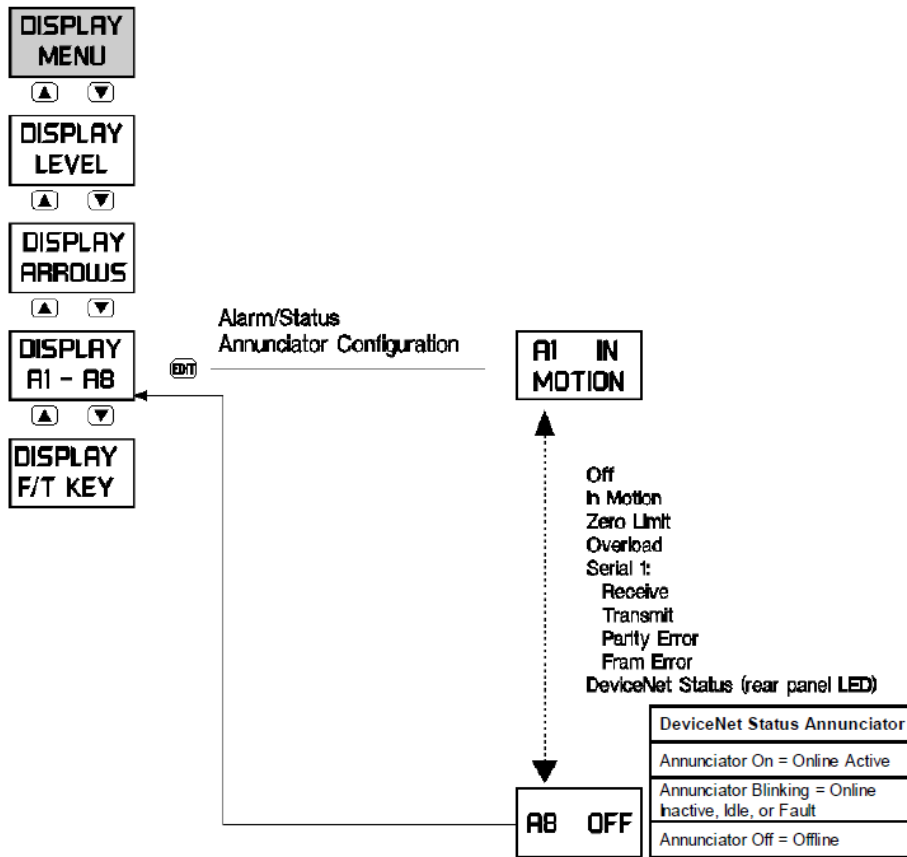 DISPLAY
MENU
DISPLAY
LEVEL
DISPLAY
ARROWS
DISPLAY
A1 - A8
EDIT
Alarm/Status
Annunciator Configuration
A1 IN
MOTION
DISPLAY
F/T KEY
Off
In Motion
Zero Limit
Overload
Serial 1:
Receive
Transmit
Parity Error
Fram Error
DeviceNet Status (rear panel LED)
A8 OFF
DeviceNet Status Annunciator
Annunciator On = Online Active
Annunciator Blinking = Online
Inactive, Idle, or Fault
Annunciator Off = Offline